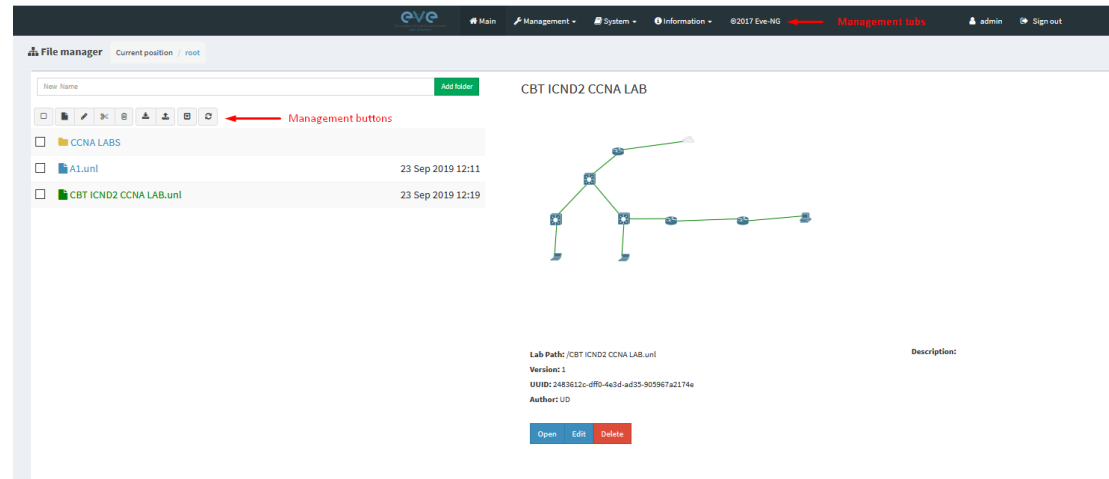 eve
Main
Management
System
Information
©2017 Eve-NG
Management tabs
admin
Sign out
File manager
Current position / root
New Name
Add folder
Management buttons
CCNA LABS
A1.unl 23 Sep 2019 12:11
CBT ICND2 CCNA LAB.unl 23 Sep 2019 12:19
CBT ICND2 CCNA LAB
Lab Path: /CBT ICND2 CCNA LAB.unl
Version: 1
UUID: 2483612c-dff0-4e3d-ad35-905967a2174e
Author: UD
Description:
Open
Edit
Delete